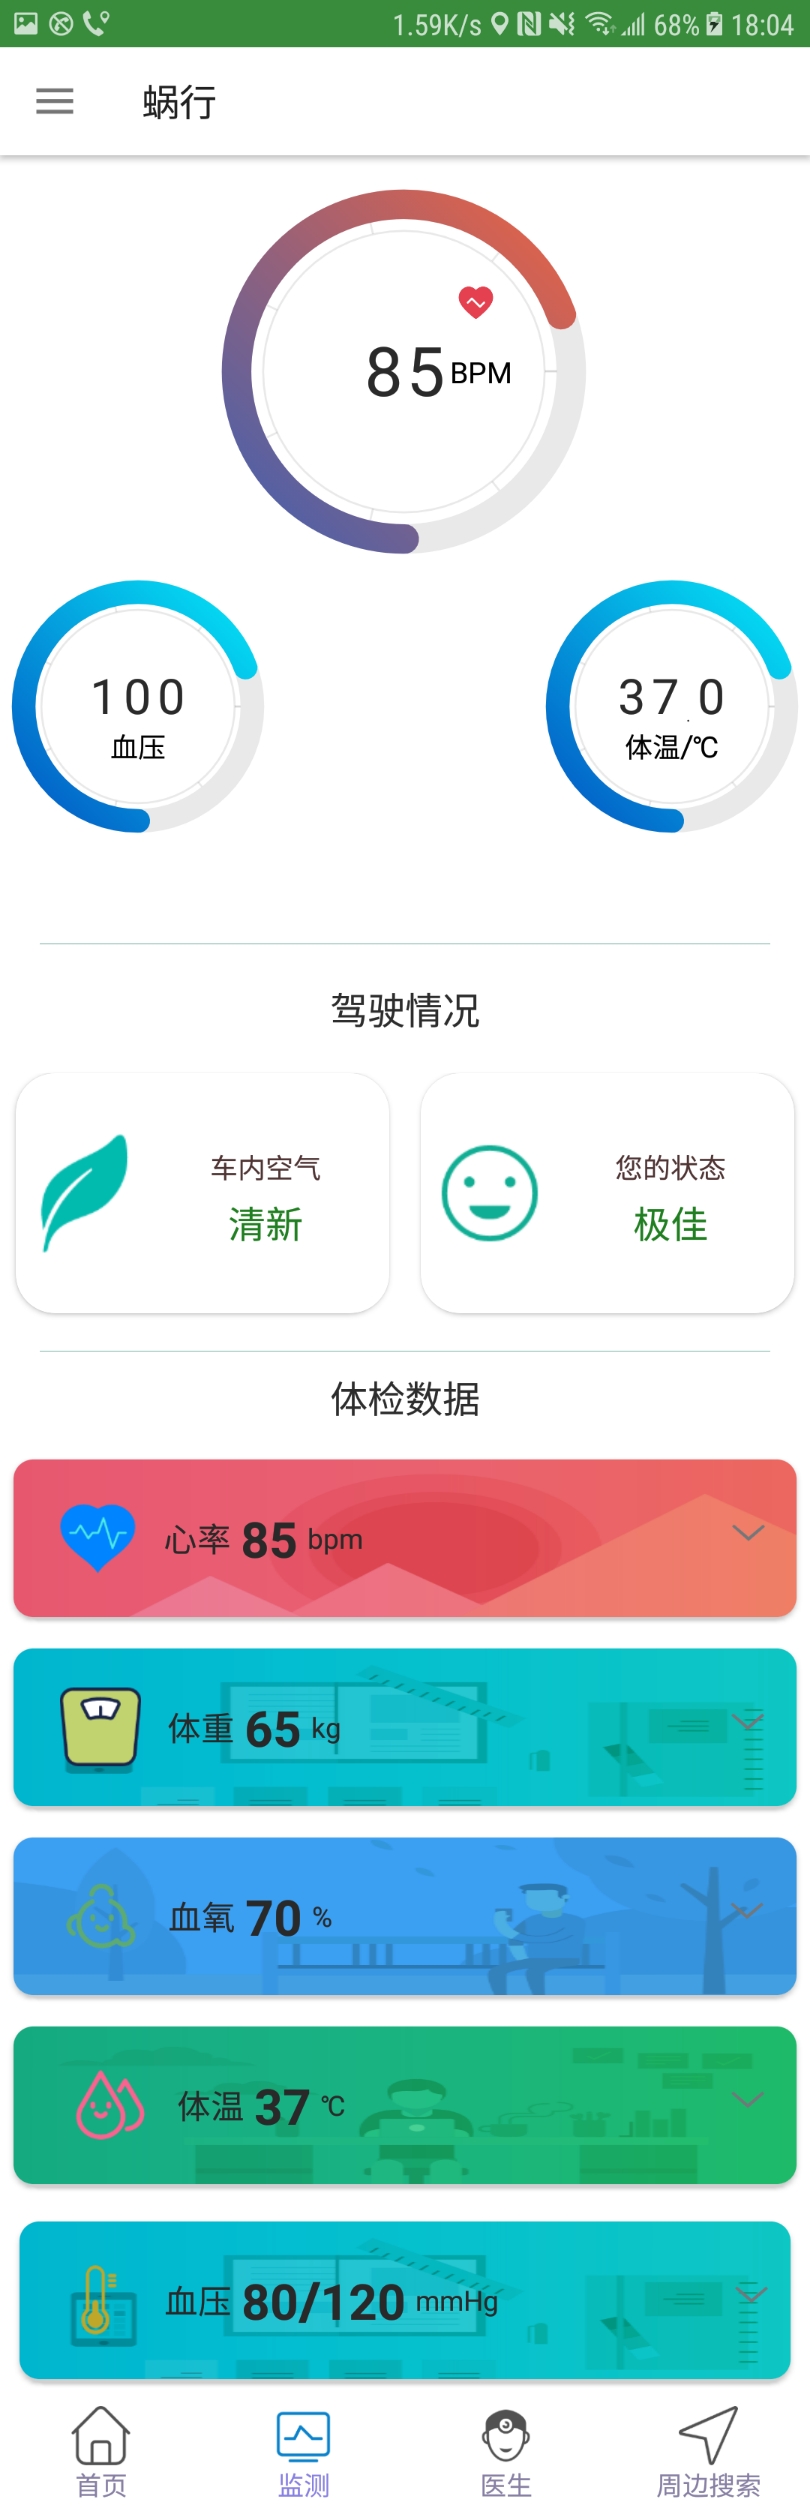 1.59K/s 68% 18:04
蜗行
85 BPM
100
血压
37.0
体温/°C
驾驶情况
车内空气
清新
您的状态
极佳
体检数据
心率 85 bpm
体重 65 kg
血氧 70 %
体温 37 °C
血压 80/120 mmHg
首页 监测 医生 周边搜索